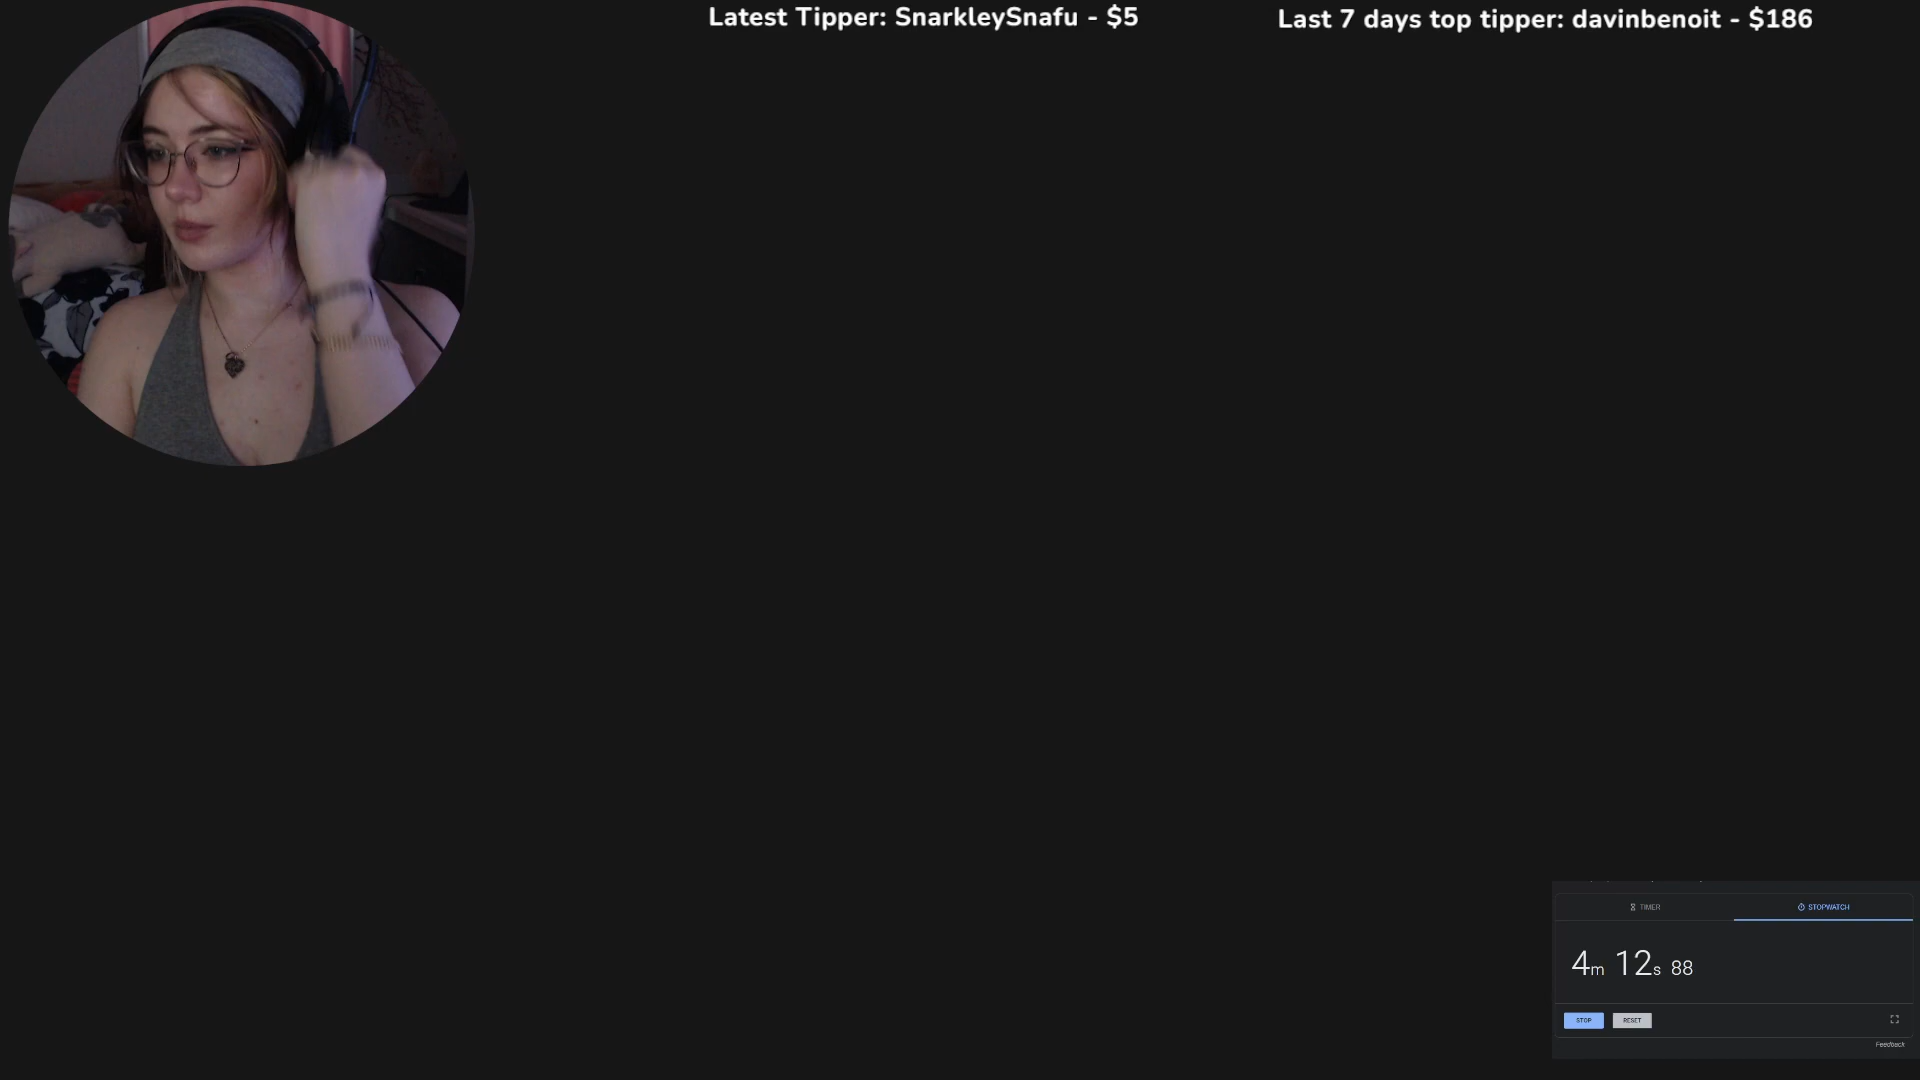 Latest Tipper: SnarkleySnafu - $5
Last 7 days top tipper: davinbenoit - $186
TIMER
STOPWATCH
4m 12s 88
STOP
RESET
Feedback